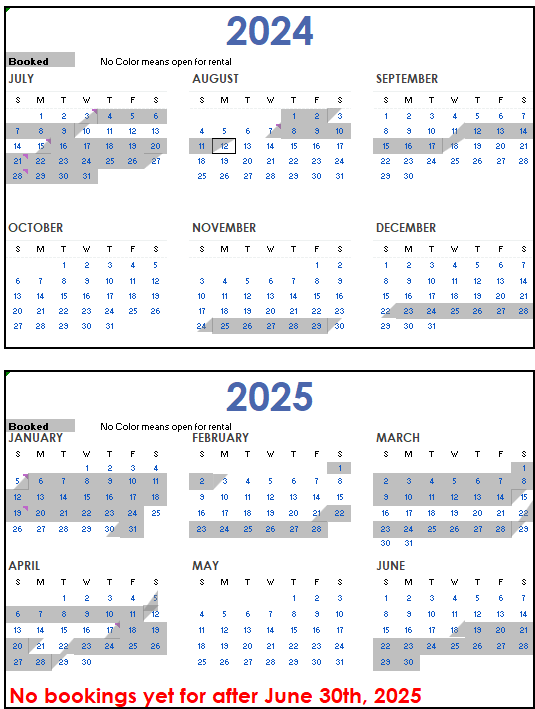 2024
Booked No Color means open for rental
JULY AUGUST SEPTEMBER
S M T W T F S S M T W T F S S M T W T F S
1 2 3 4 5 6 1 2 3 1 2 3 4 5 6 7
7 8 9 10 11 12 13 4 5 6 7 8 9 10 8 9 10 11 12 13 14
14 15 16 17 18 19 20 11 12 13 14 15 16 17 15 16 17 18 19 20 21
21 22 23 24 25 26 27 18 19 20 21 22 23 24 22 23 24 25 26 27 28
28 29 30 31 25 26 27 28 29 30 31 29 30
OCTOBER NOVEMBER DECEMBER
S M T W T F S S M T W T F S S M T W T F S
1 2 3 4 5 1 2 1 2 3 4 5 6 7
6 7 8 9 10 11 12 3 4 5 6 7 8 9 8 9 10 11 12 13 14
13 14 15 16 17 18 19 10 11 12 13 14 15 16 15 16 17 18 19 20 21
20 21 22 23 24 25 26 17 18 19 20 21 22 23 22 23 24 25 26 27 28
27 28 29 30 31 24 25 26 27 28 29 30 29 30 31
2025
Booked No Color means open for rental
JANUARY FEBRUARY MARCH
S M T W T F S S M T W T F S S M T W T F S
1 2 3 4 1 1
5 6 7 8 9 10 11 2 3 4 5 6 7 8 2 3 4 5 6 7 8
12 13 14 15 16 17 18 9 10 11 12 13 14 15 9 10 11 12 13 14 15
19 20 21 22 23 24 25 16 17 18 19 20 21 22 16 17 18 19 20 21 22
26 27 28 29 30 31 23 24 25 26 27 28 23 24 25 26 27 28 29
30 31
APRIL MAY JUNE
S M T W T F S S M T W T F S S M T W T F S
1 2 3 4 5 1 2 3 1 2 3 4 5 6 7
6 7 8 9 10 11 12 4 5 6 7 8 9 10 8 9 10 11 12 13 14
13 14 15 16 17 18 19 11 12 13 14 15 16 17 15 16 17 18 19 20 21
20 21 22 23 24 25 26 18 19 20 21 22 23 24 22 23 24 25 26 27 28
27 28 29 30 25 26 27 28 29 30 31 29 30
No bookings yet for after June 30th, 2025